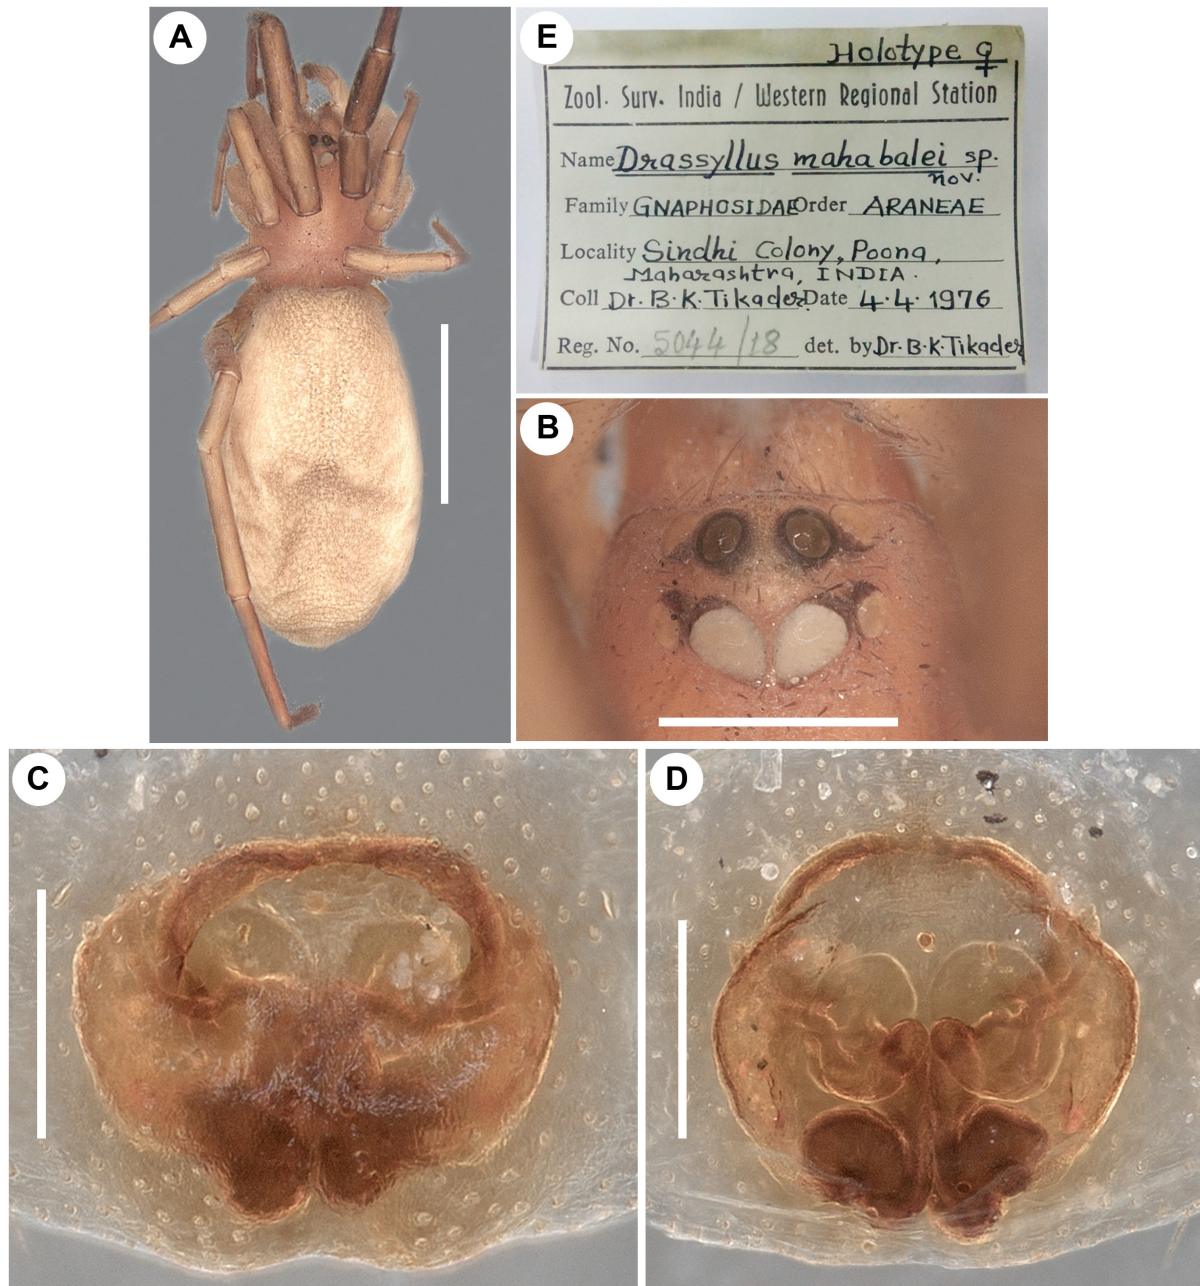 A
E
Holotype ♀
Zool. Surv. India / Western Regional Station
Name Drassyllus mahabalei sp.
nov.
Family GNAPHOSIDAE Order ARANEAE
Locality Sindhi Colony, Poona,
Maharashtra, INDIA.
Coll Dr. B.K. Tikader Date 4.4.1976
Reg. No. 5044/18 det. by Dr. B.K. Tikader
B
C
D